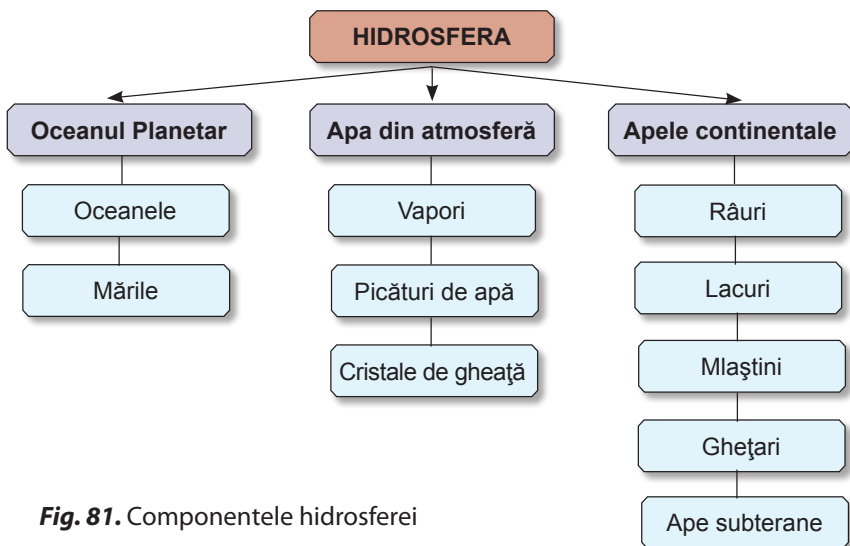 HIDROSFERA
Oceanul Planetar
Apa din atmosferă
Apele continentale
Oceanele
Vapori
Râuri
Mările
Picături de apă
Lacuri
Cristale de gheaţă
Mlaştini
Gheţari
Ape subterane
Fig. 81. Componentele hidrosferei